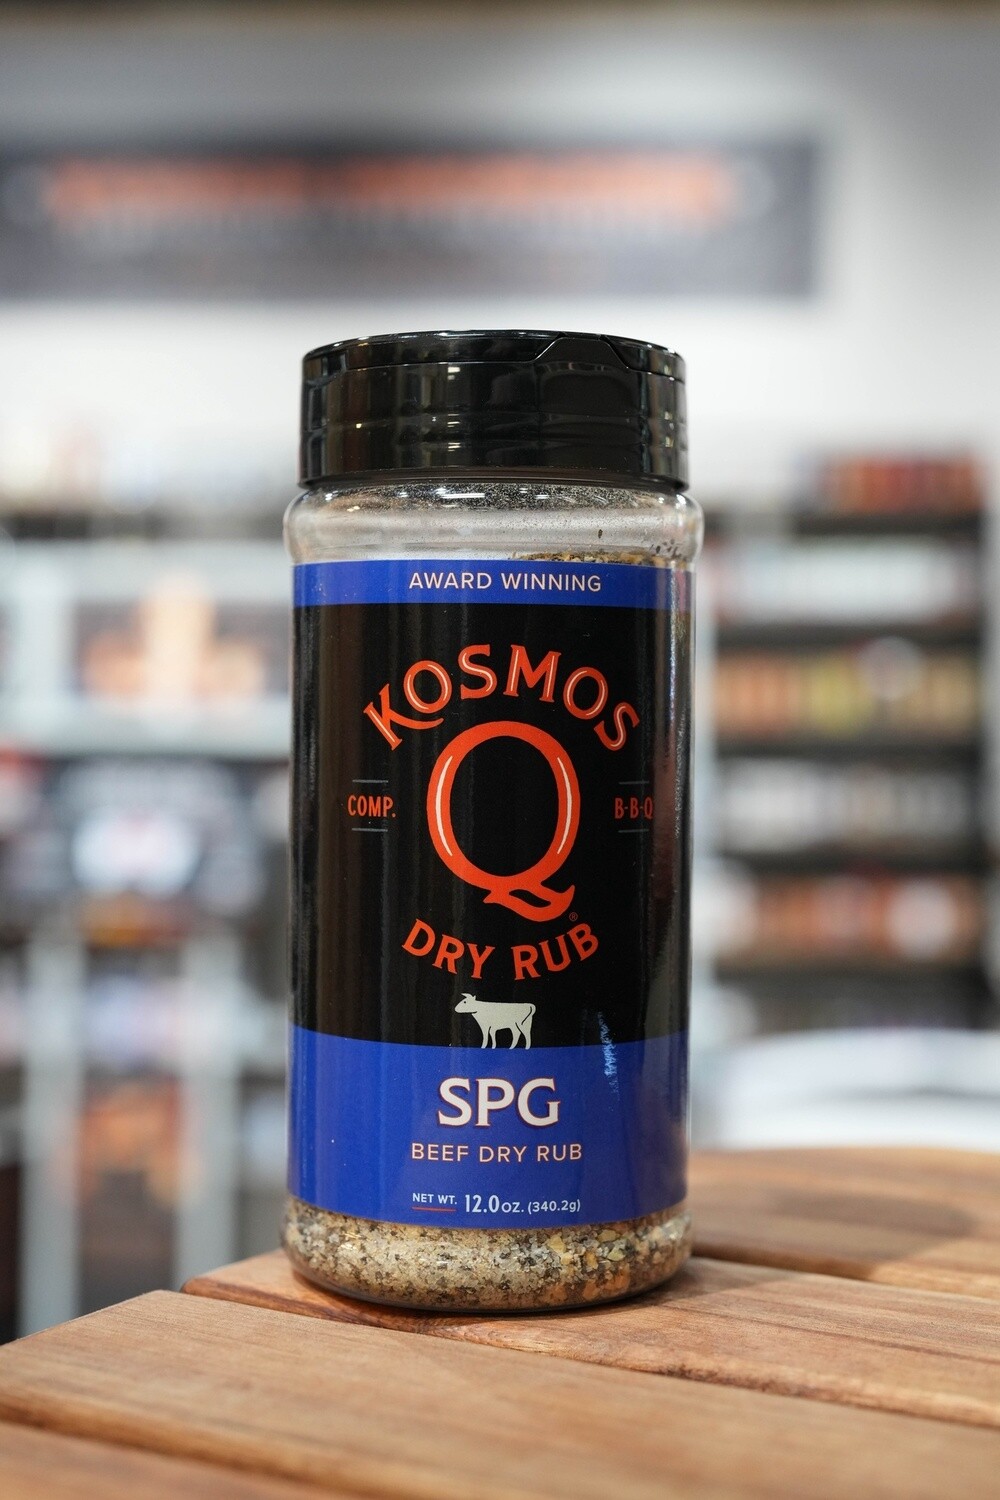 AWARD WINNING
KOSMOS
Q®
COMP.
B-B-Q
DRY RUB
SPG
BEEF DRY RUB
NET WT. 12.0oz. (340.2g)